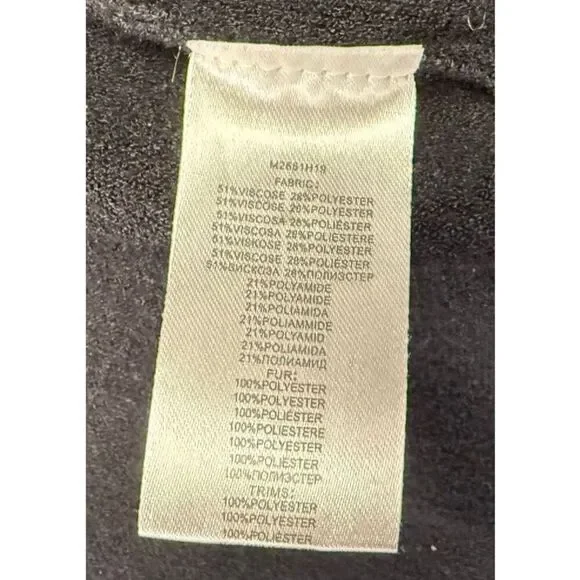 M2681H19
FABRIC:
51%VISCOSE 28%POLYESTER
51%VISCOSE 28%POLYESTER
51%VISCOSA 28%POLIÉSTER
51%VISCOSA 28%POLIESTERE
51%VISKOSE 28%POLYESTER
51%VISCOSE 28%POLIÉSTER
51%ВИСКОЗА 28%ПОЛИЭСТЕР
21%POLYAMIDE
21%POLYAMIDE
21%POLIAMIDA
21%POLIAMMIDE
21%POLYAMID
21%POLIAMIDA
21%ПОЛИАМИД
FUR:
100%POLYESTER
100%POLYESTER
100%POLIÉSTER
100%POLIESTERE
100%POLYESTER
100%POLIÉSTER
100%ПОЛИЭСТЕР
TRIMS:
100%POLYESTER
100%POLYESTER
100%POLIÉSTER